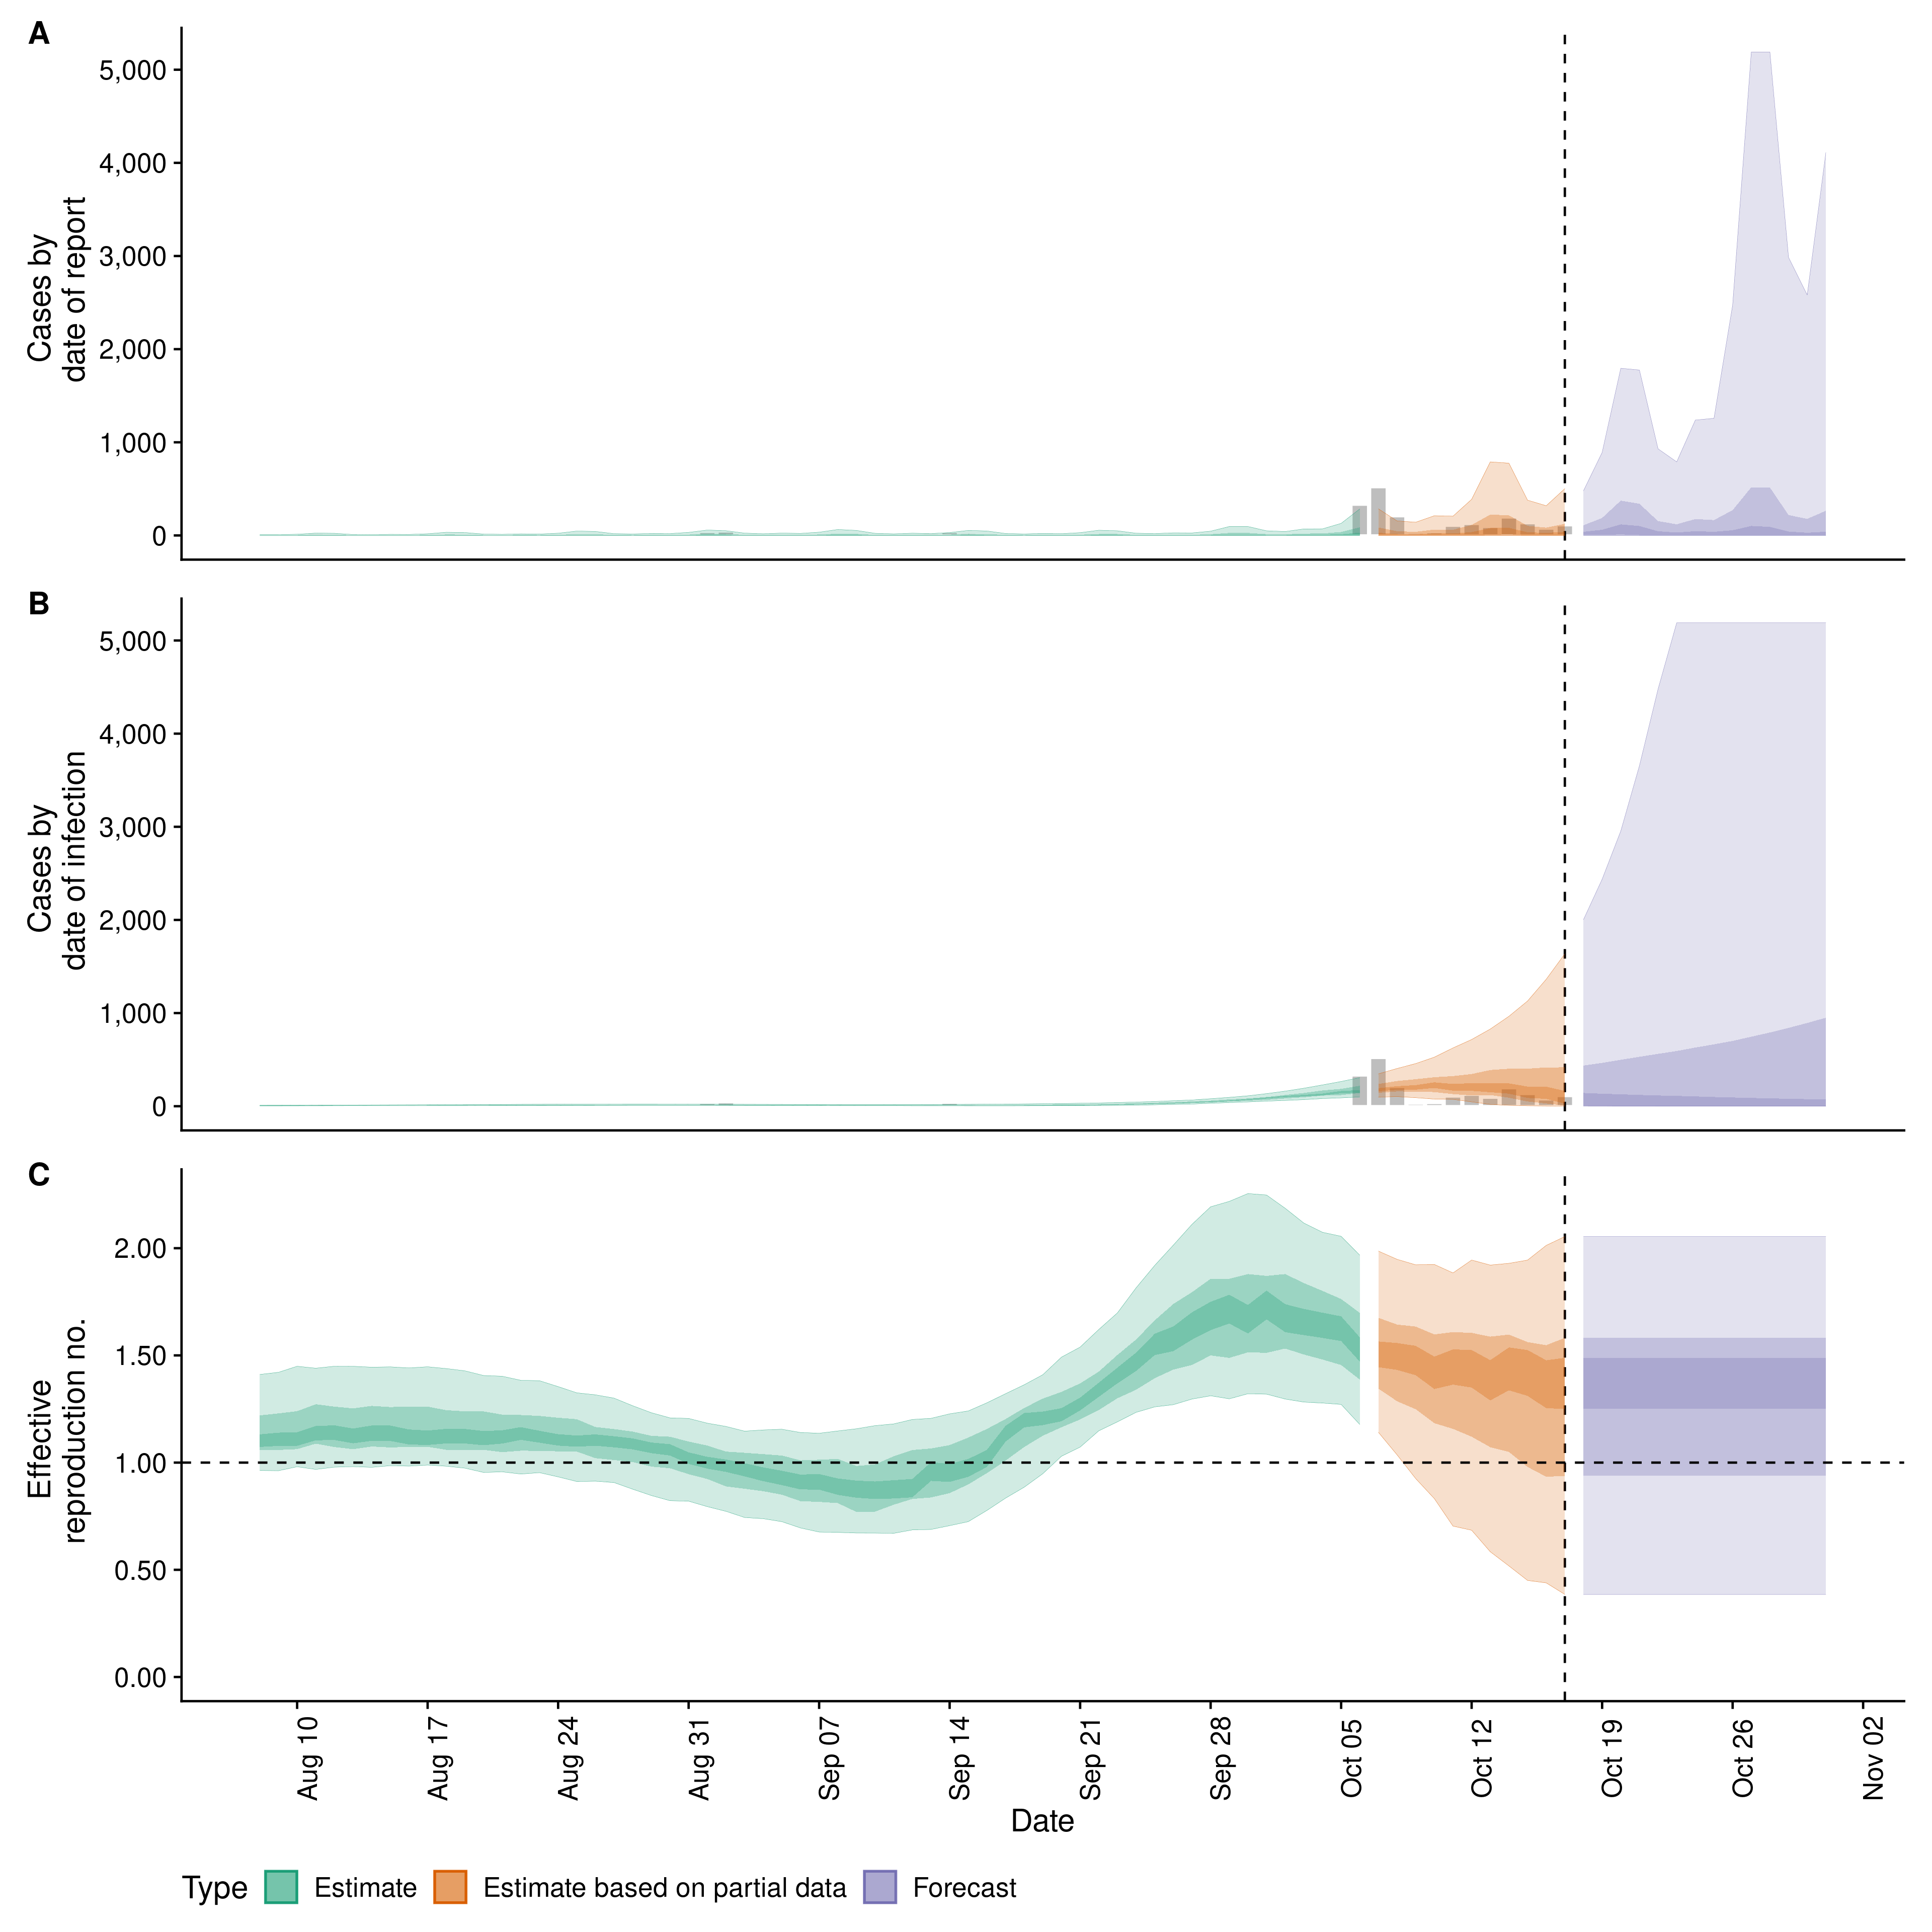 A
Cases by
date of report
5,000
4,000
3,000
2,000
1,000
0
B
Cases by
date of infection
5,000
4,000
3,000
2,000
1,000
0
C
Effective
reproduction no.
2.00
1.50
1.00
0.50
0.00
Aug 10
Aug 17
Aug 24
Aug 31
Sep 07
Sep 14
Sep 21
Sep 28
Oct 05
Oct 12
Oct 19
Oct 26
Nov 02
Date
Type Estimate Estimate based on partial data Forecast